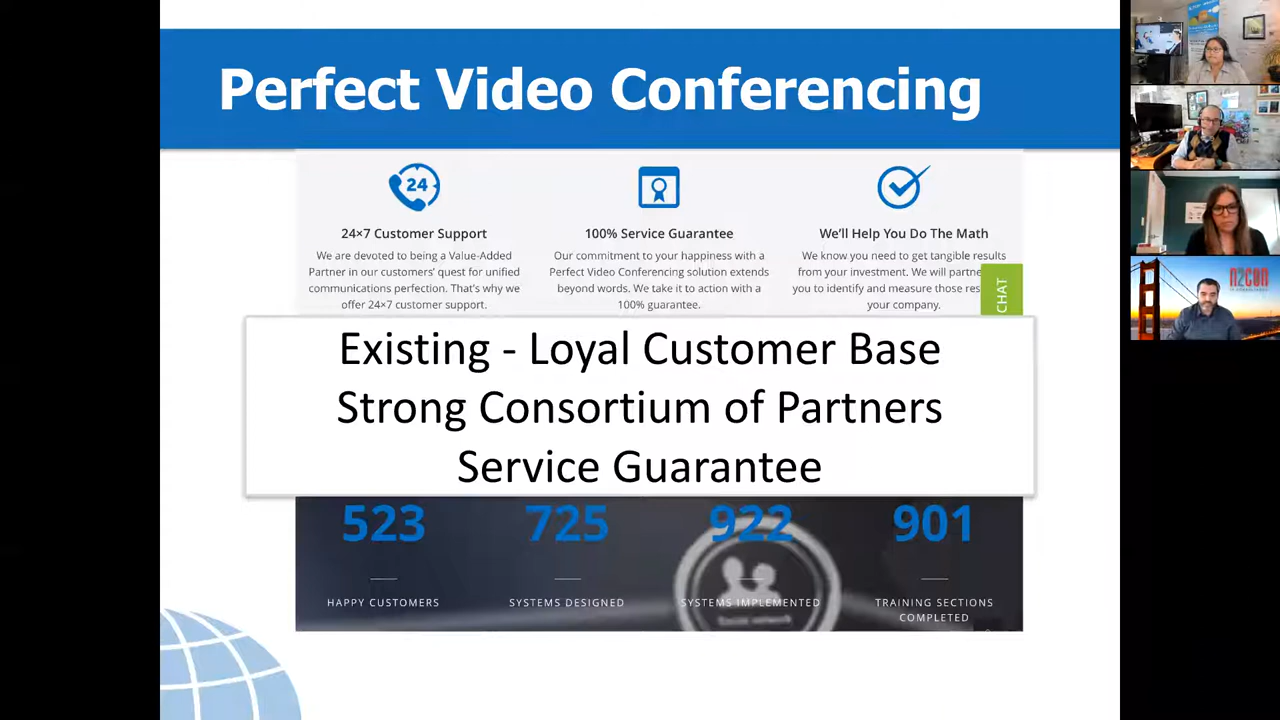 Perfect Video Conferencing
24
24×7 Customer Support
We are devoted to being a Value-Added
Partner in our customers' quest for unified
communications perfection. That's why we
offer 24×7 customer support.
100% Service Guarantee
Our commitment to your happiness with a
Perfect Video Conferencing solution extends
beyond words. We take it to action with a
100% guarantee.
We'll Help You Do The Math
We know you need to get tangible results
from your investment. We will
you to identify and measure those
your company.
CHAT
Existing - Loyal Customer Base
Strong Consortium of Partners
Service Guarantee
523
HAPPY CUSTOMERS
725
SYSTEMS DESIGNED
922
SYSTEMS IMPLEMENTED
901
TRAINING SECTIONS
COMPLETED
Social network
N2CON